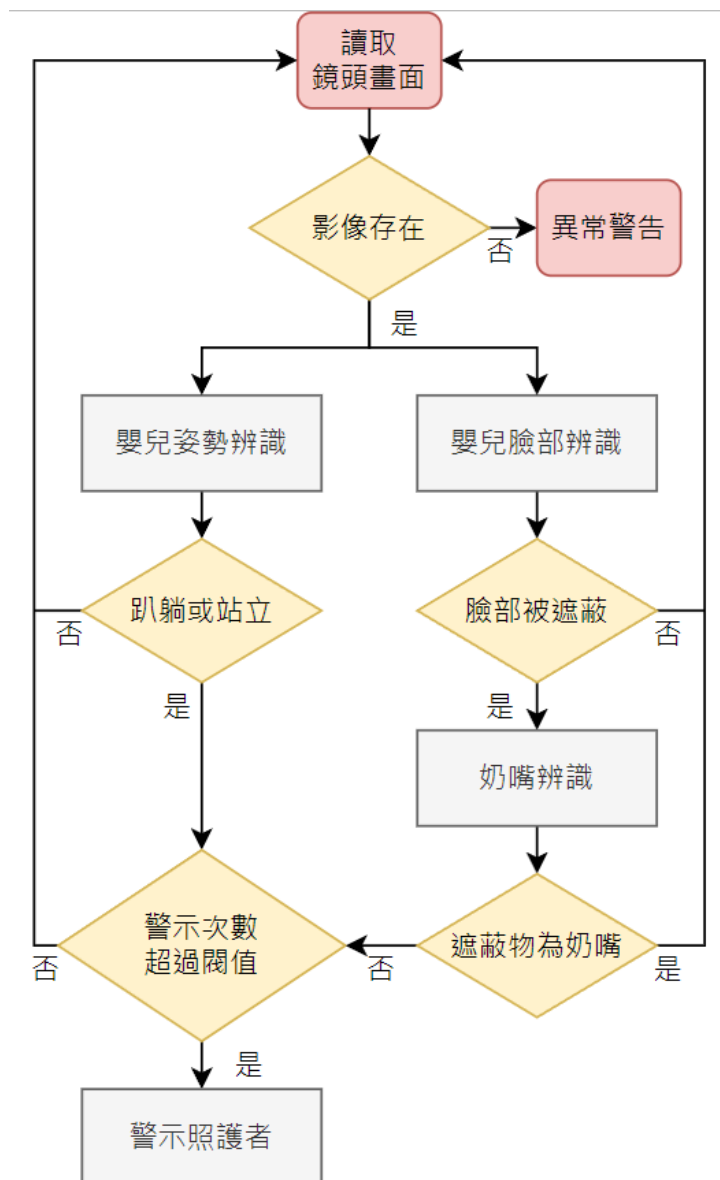 讀取
鏡頭畫面
影像存在
否
異常警告
是
嬰兒姿勢辨識
嬰兒臉部辨識
趴躺或站立
臉部被遮蔽
否
否
是
是
奶嘴辨識
警示次數
超過閥值
遮蔽物為奶嘴
否
否
是
是
警示照護者